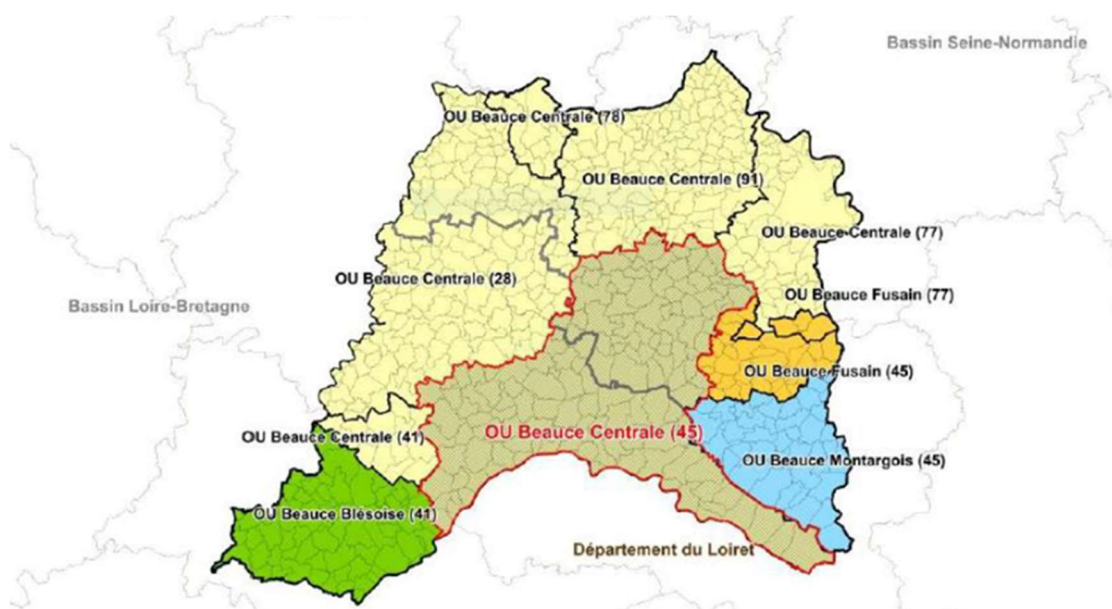 Bassin Seine-Normandie
OU Beauce Centrale (78)
OU Beauce Centrale (91)
OU Beauce Centrale (77)
OU Beauce Centrale (28)
OU Beauce Fusain (77)
Bassin Loire-Bretagne
OU Beauce Fusain (45)
OU Beauce Centrale (45)
OU Beauce Centrale (41)
OU Beauce Montargois (45)
OU Beauce Blésoise (41)
Département du Loiret